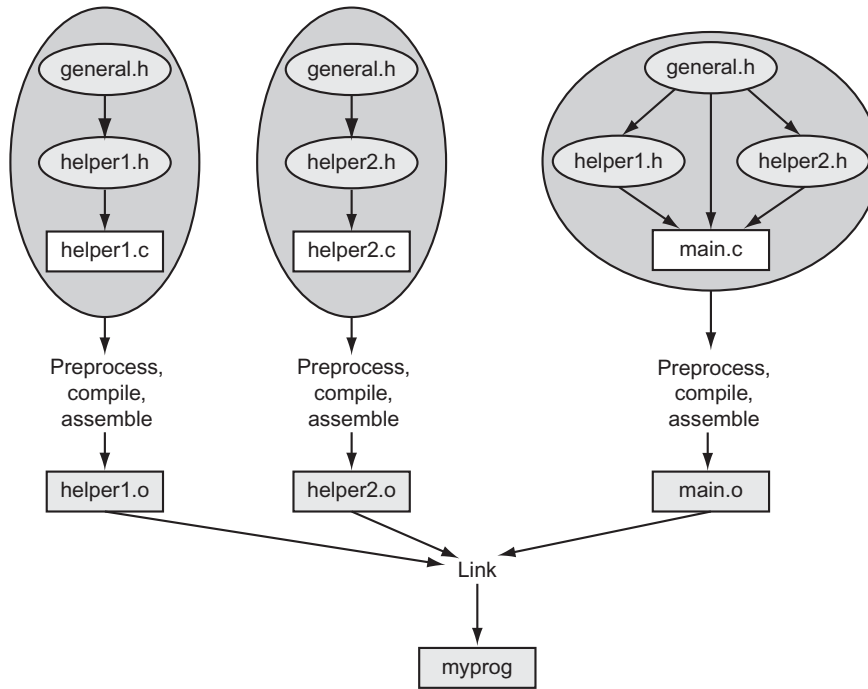 general.h
general.h
general.h
helper1.h
helper2.h
helper1.h
helper2.h
helper1.c
helper2.c
main.c
Preprocess,
compile,
assemble
Preprocess,
compile,
assemble
Preprocess,
compile,
assemble
helper1.o
helper2.o
main.o
Link
myprog